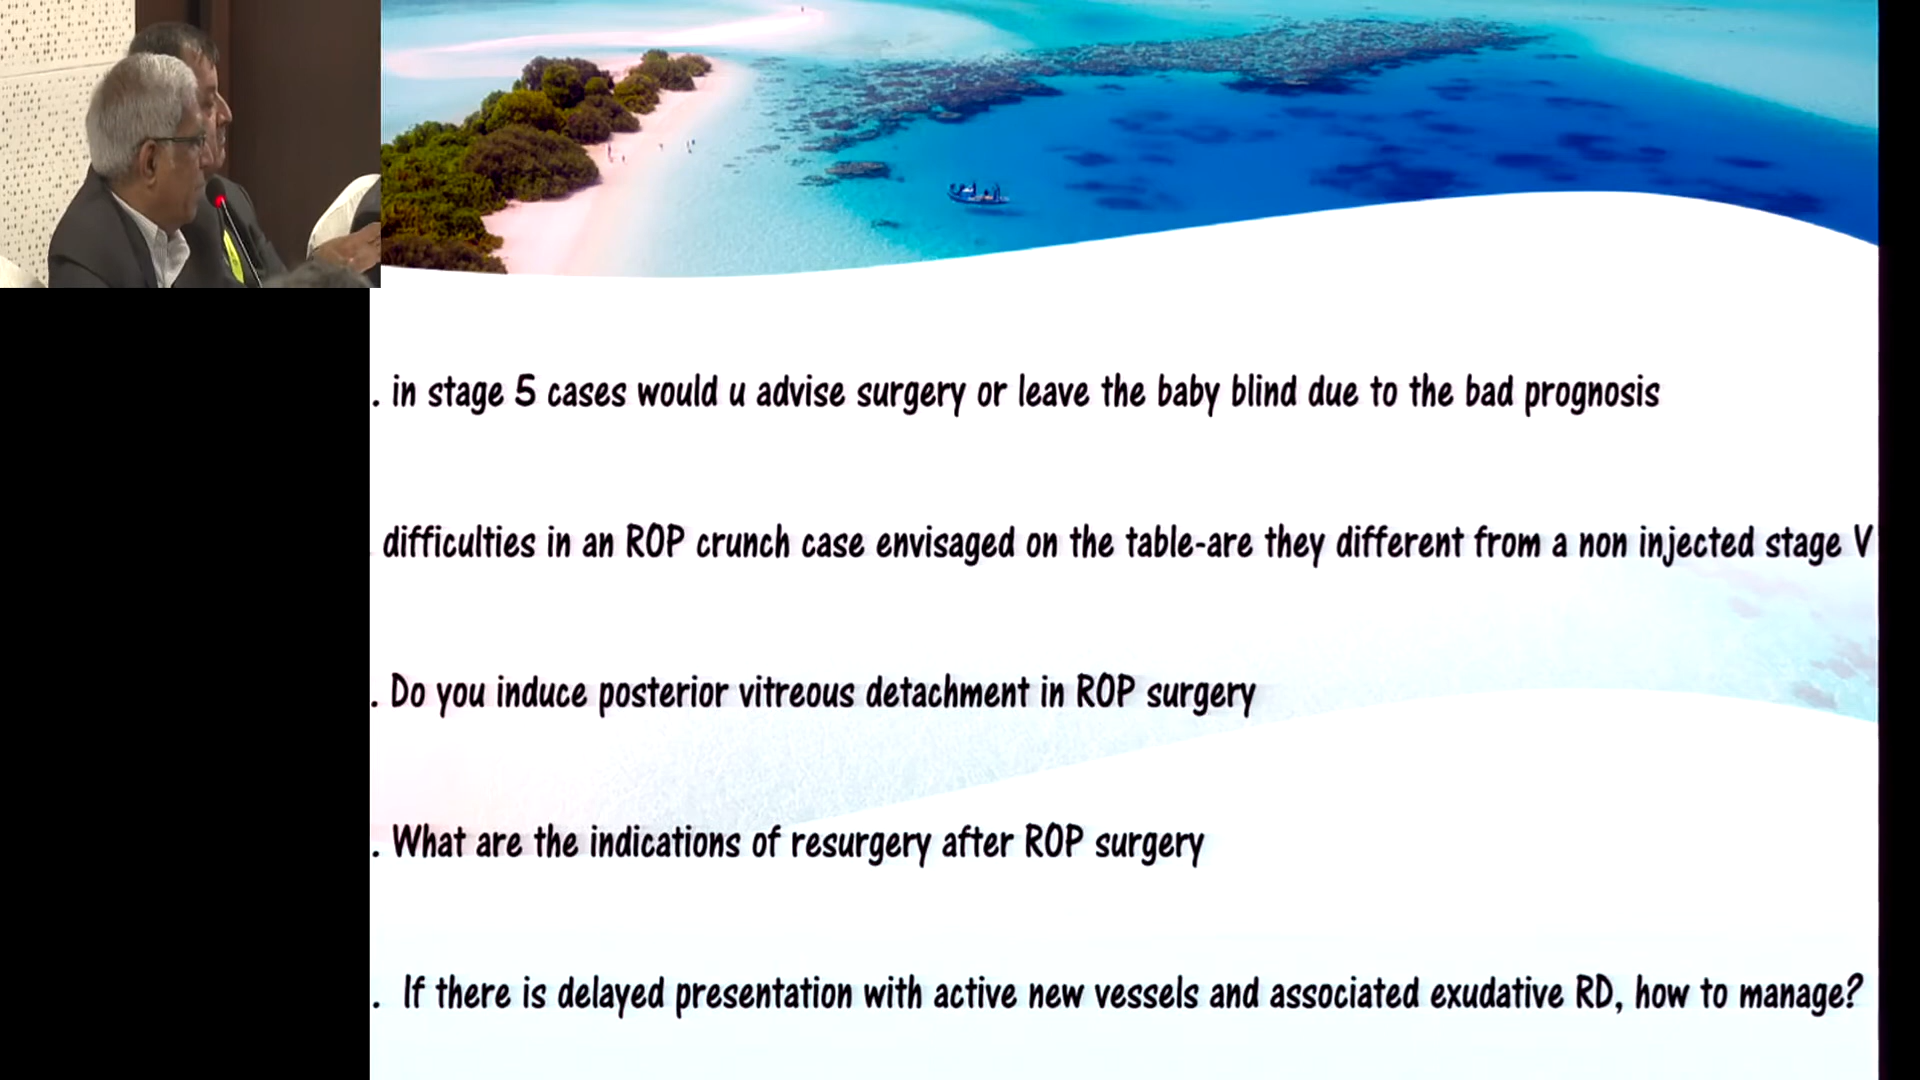 . in stage 5 cases would u advise surgery or leave the baby blind due to the bad prognosis
difficulties in an ROP crunch case envisaged on the table-are they different from a non injected stage V
. Do you induce posterior vitreous detachment in ROP surgery
. What are the indications of resurgery after ROP surgery
. If there is delayed presentation with active new vessels and associated exudative RD, how to manage?